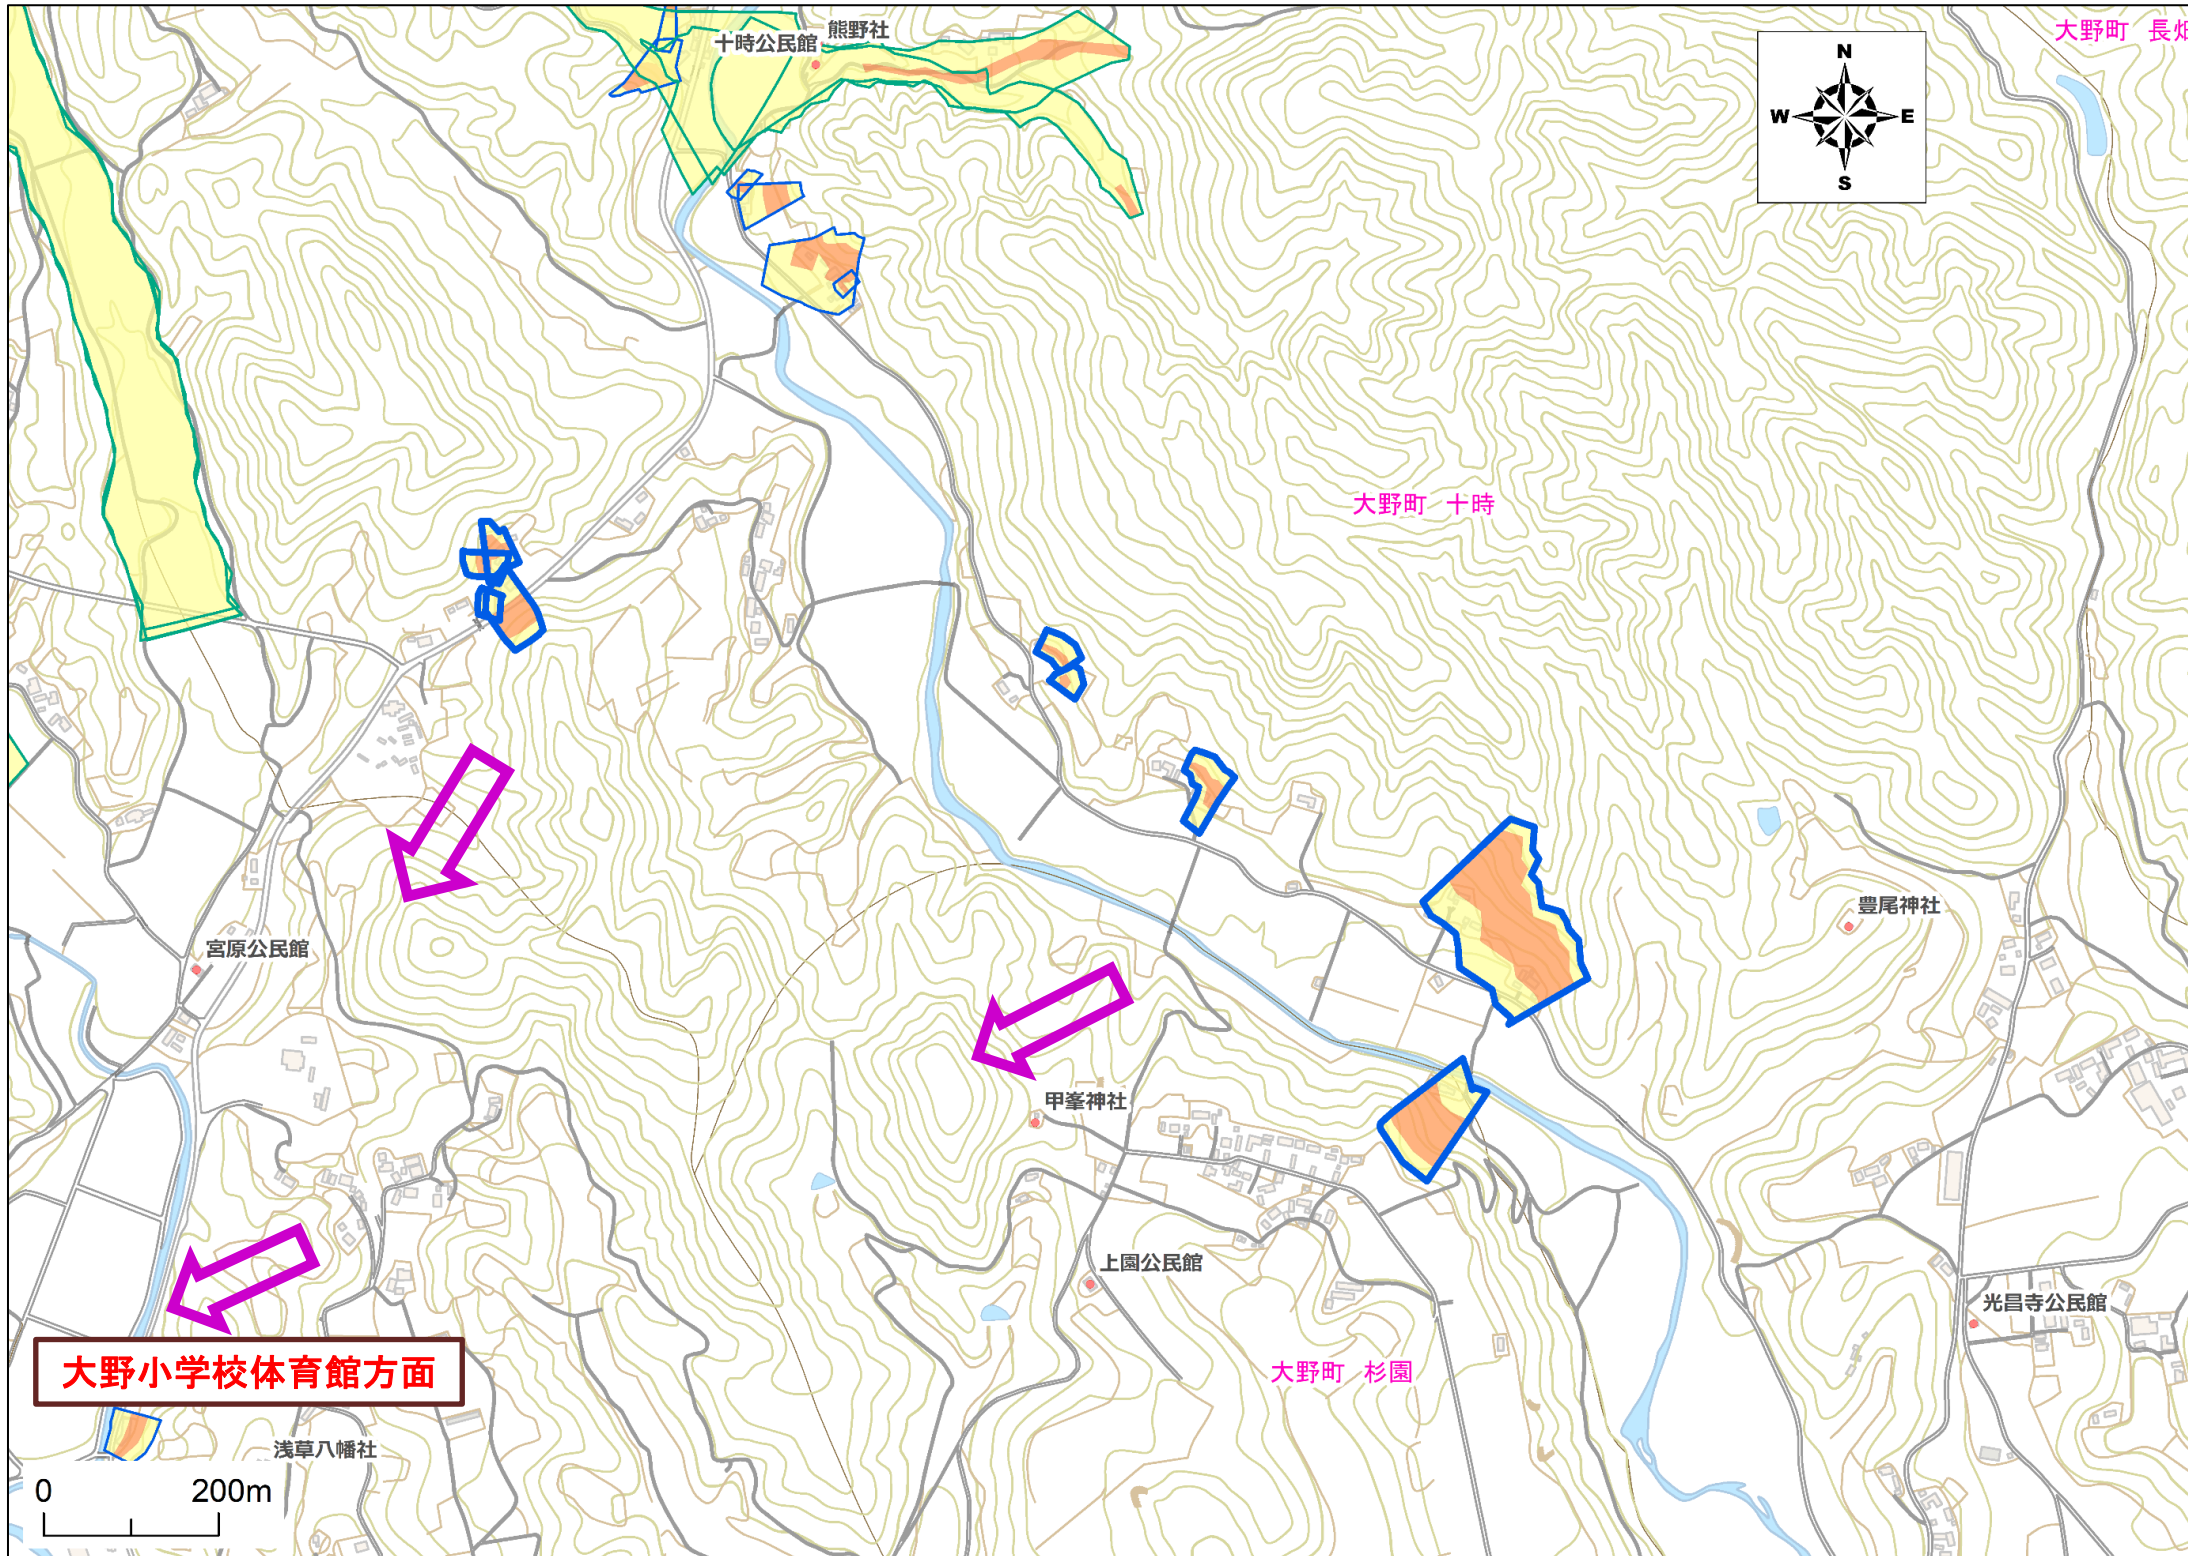 熊野社
十時公民館
大野町 長畑
N
W
E
S
大野町 十時
豊尾神社
宮原公民館
甲峯神社
上園公民館
光昌寺公民館
大野小学校体育館方面
大野町 杉園
浅草八幡社
0 200m